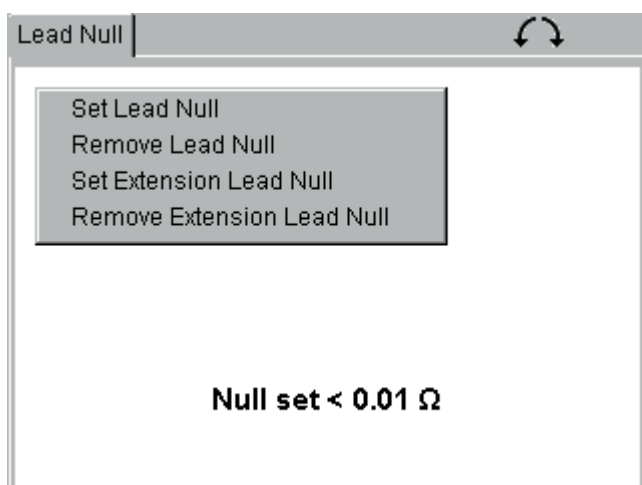 Lead Null
Set Lead Null
Remove Lead Null
Set Extension Lead Null
Remove Extension Lead Null
Null set < 0.01 Ω